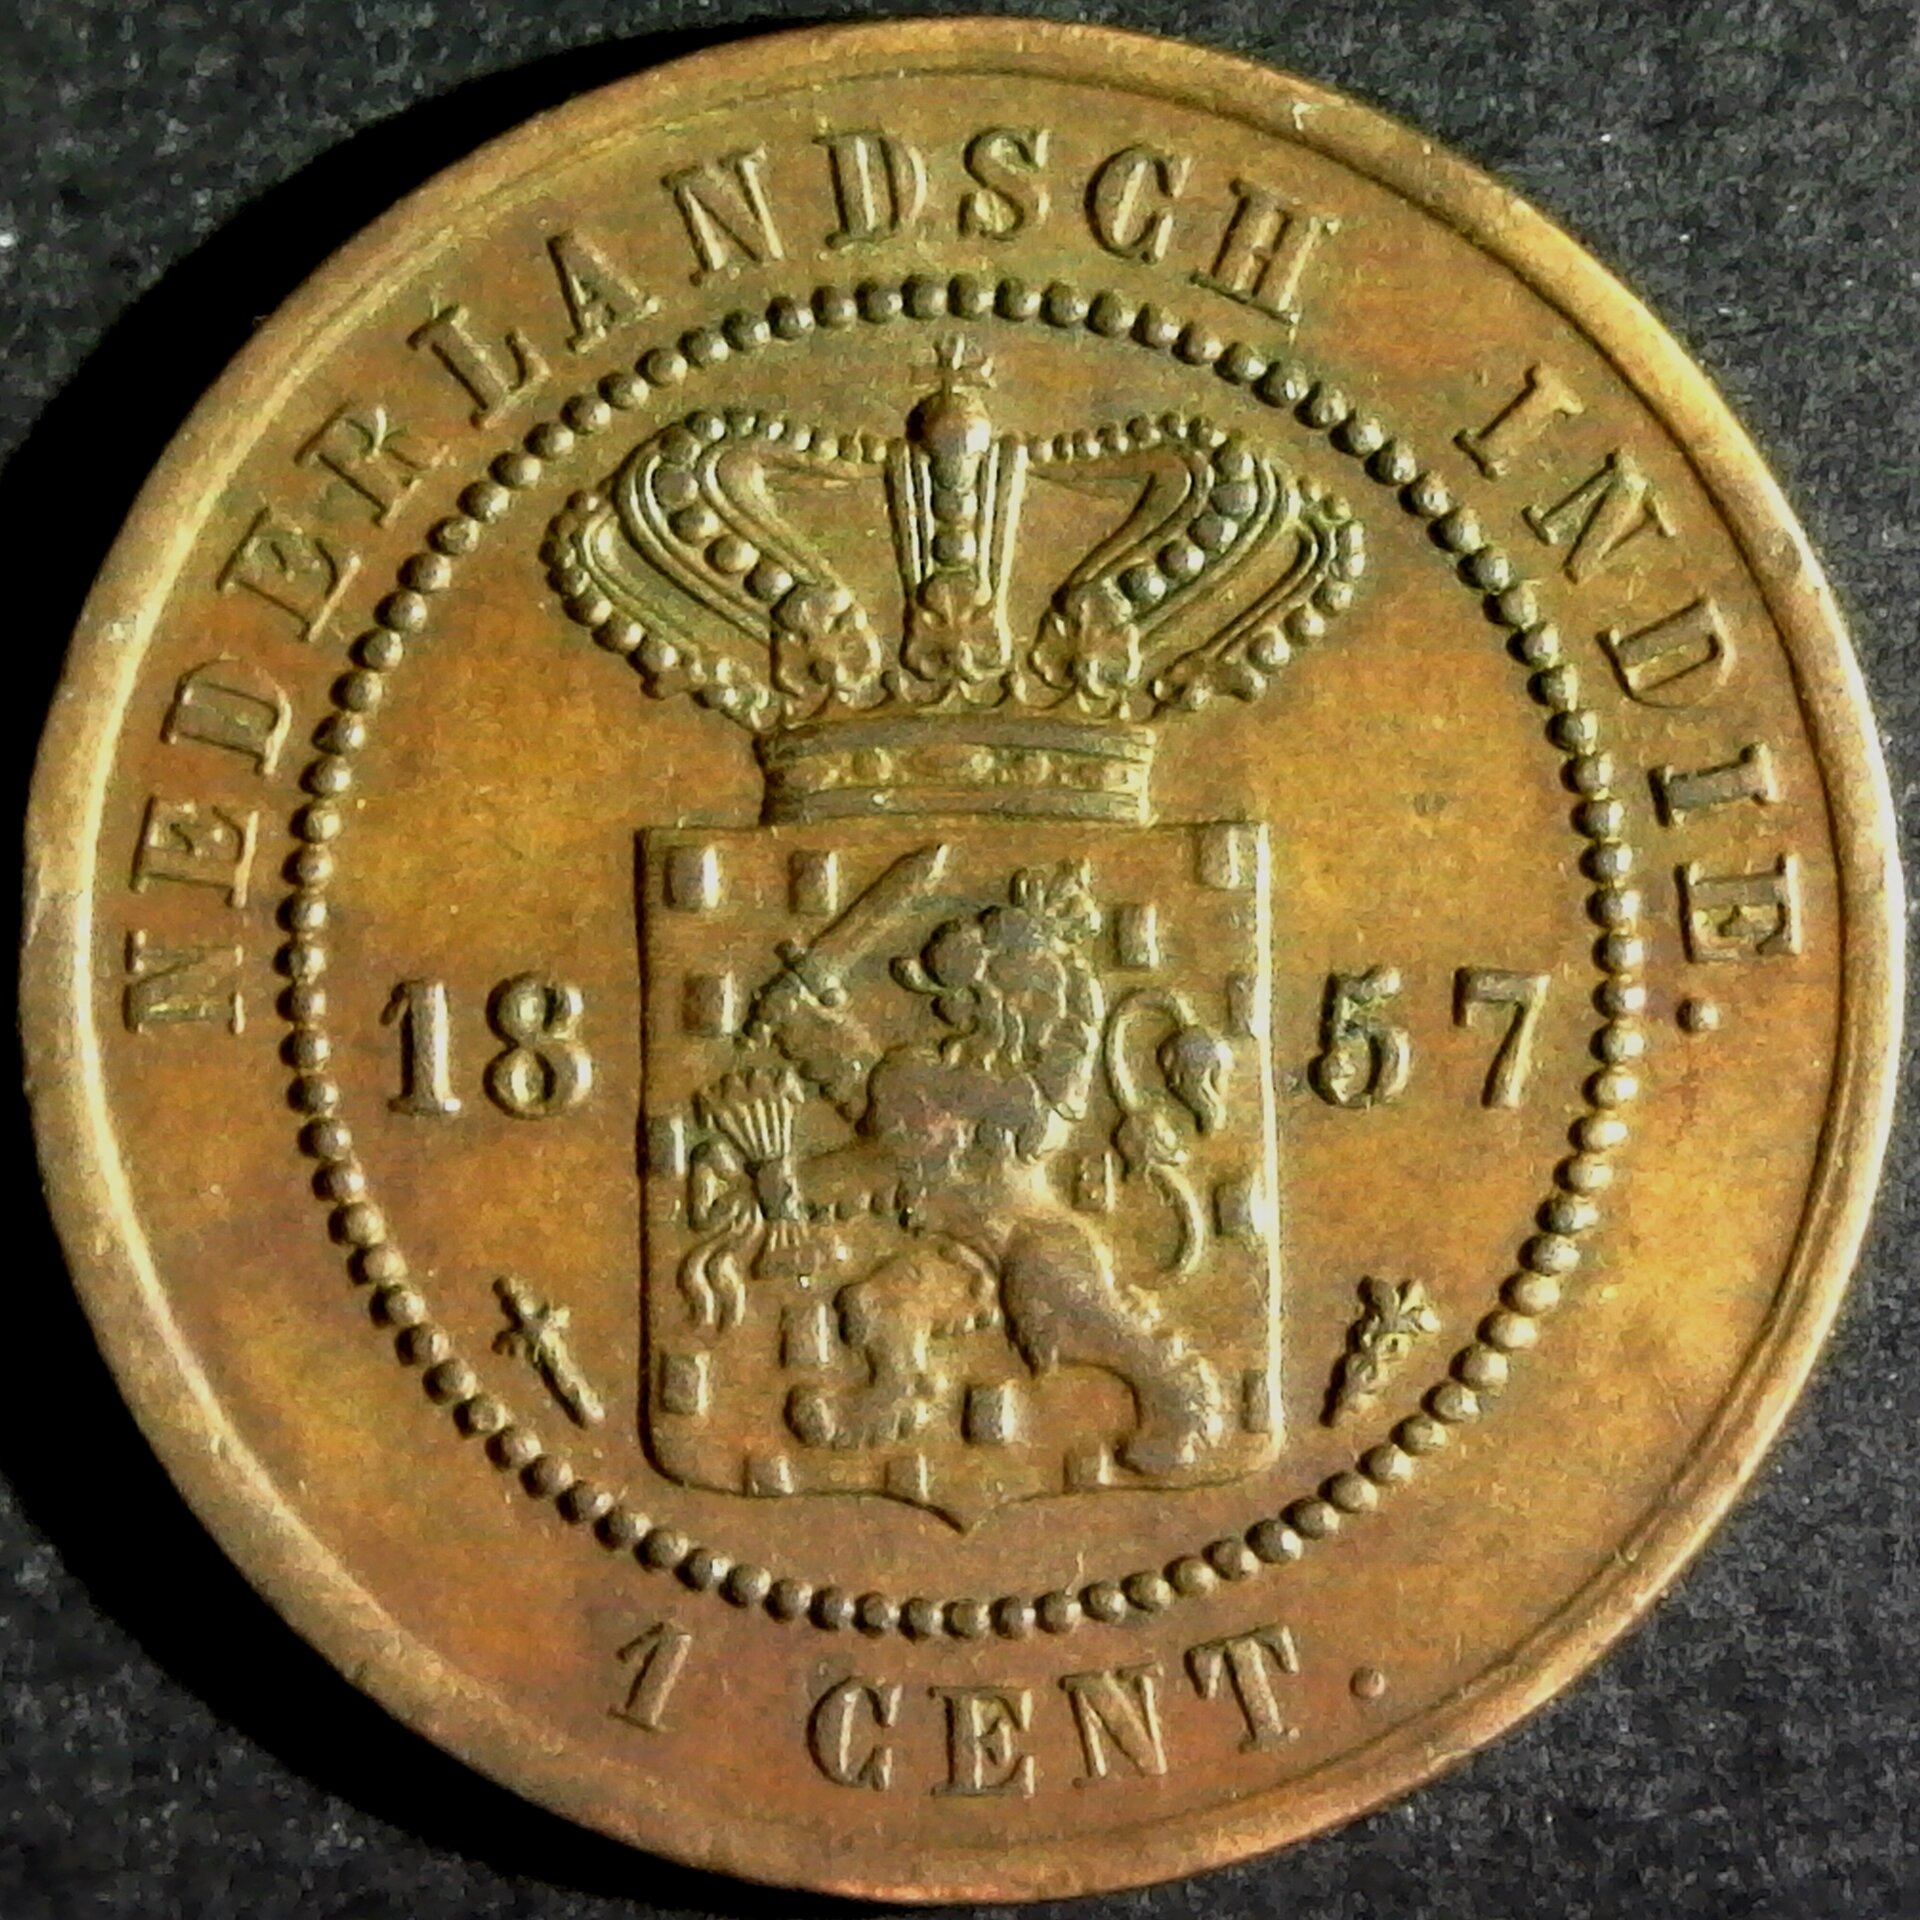 NEDERLANDSCH INDIE.
18 57
1 CENT.